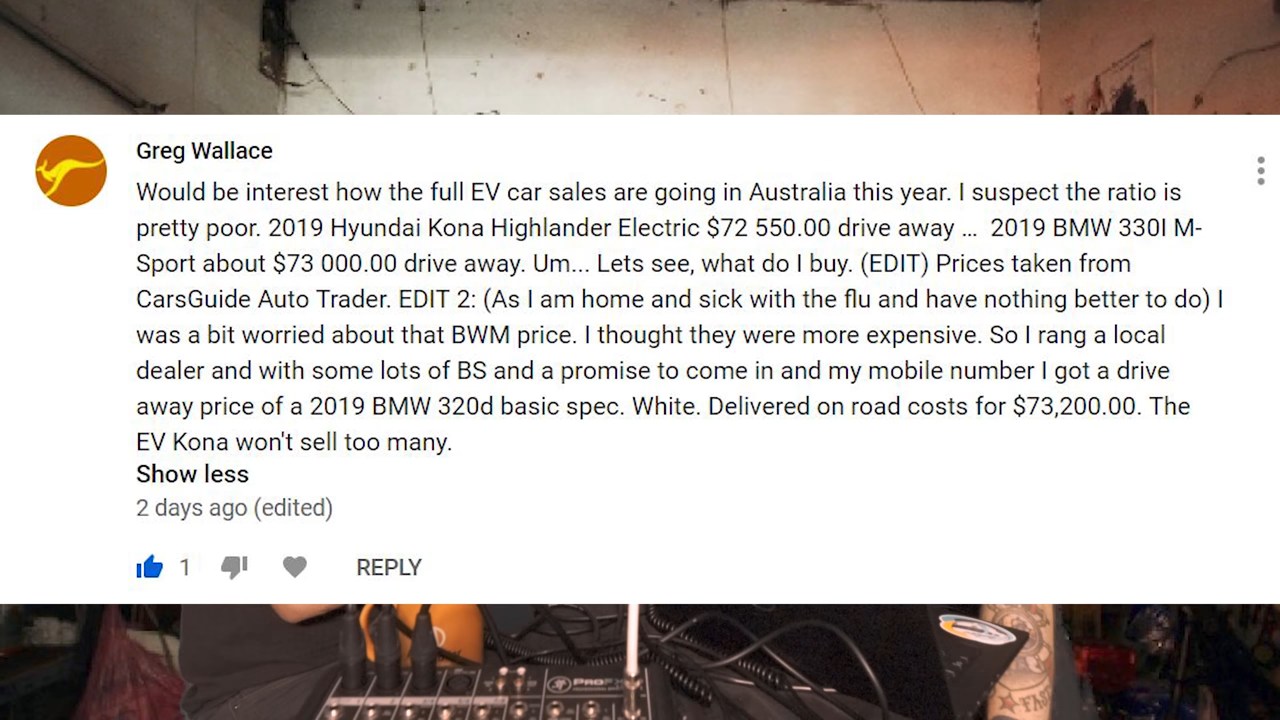 Greg Wallace
Would be interest how the full EV car sales are going in Australia this year. I suspect the ratio is
pretty poor. 2019 Hyundai Kona Highlander Electric $72 550.00 drive away ... 2019 BMW 330I M-
Sport about $73 000.00 drive away. Um... Lets see, what do I buy. (EDIT) Prices taken from
CarsGuide Auto Trader. EDIT 2: (As I am home and sick with the flu and have nothing better to do) I
was a bit worried about that BWM price. I thought they were more expensive. So I rang a local
dealer and with some lots of BS and a promise to come in and my mobile number I got a drive
away price of a 2019 BMW 320d basic spec. White. Delivered on road costs for $73,200.00. The
EV Kona won't sell too many.
Show less
2 days ago (edited)
1 REPLY